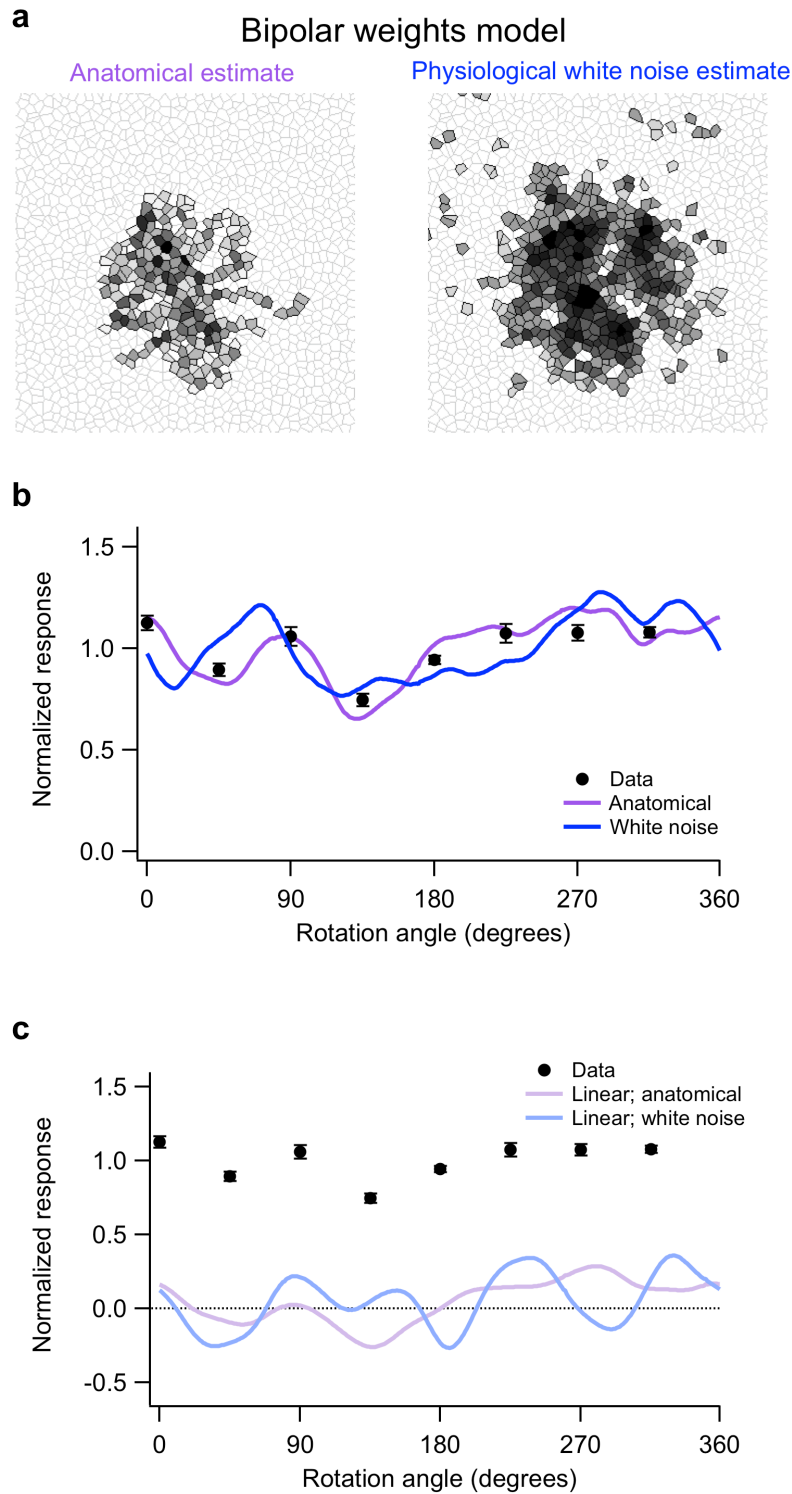 a
Bipolar weights model
Anatomical estimate
Physiological white noise estimate
b
1.5
1.0
0.5
0.0
Normalized response
Data
Anatomical
White noise
0 90 180 270 360
Rotation angle (degrees)
c
1.5
1.0
0.5
0.0
-0.5
Normalized response
Data
Linear; anatomical
Linear; white noise
0 90 180 270 360
Rotation angle (degrees)